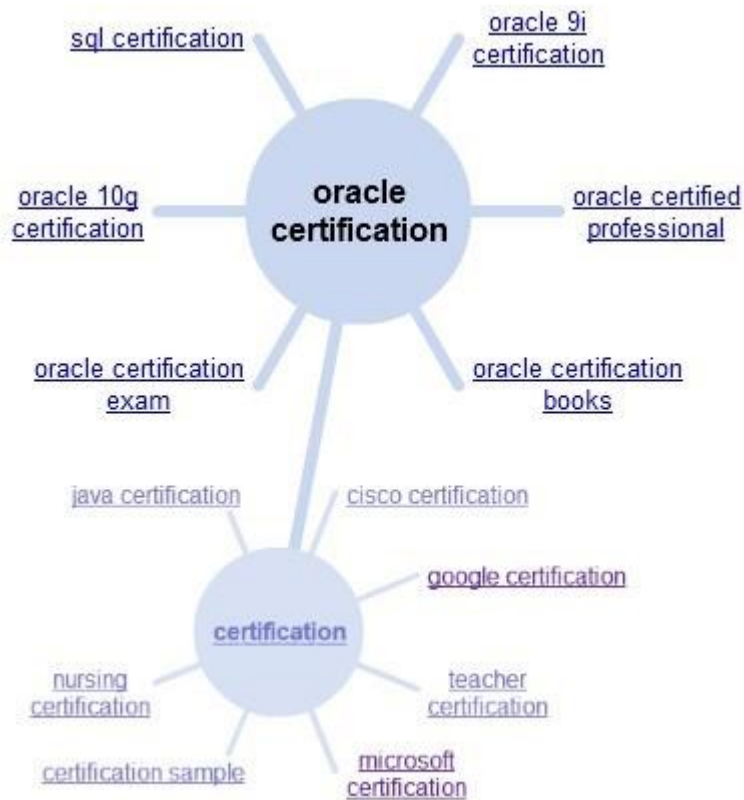 sql certification
oracle 9i
certification
oracle
certification
oracle 10g
certification
oracle certified
professional
oracle certification
exam
oracle certification
books
java certification
cisco certification
google certification
certification
nursing
certification
teacher
certification
certification sample
microsoft
certification